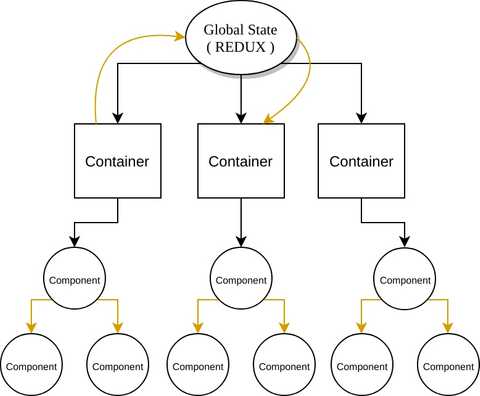 Global State
( REDUX )
Container
Container
Container
Component
Component
Component
Component
Component
Component
Component
Component
Component